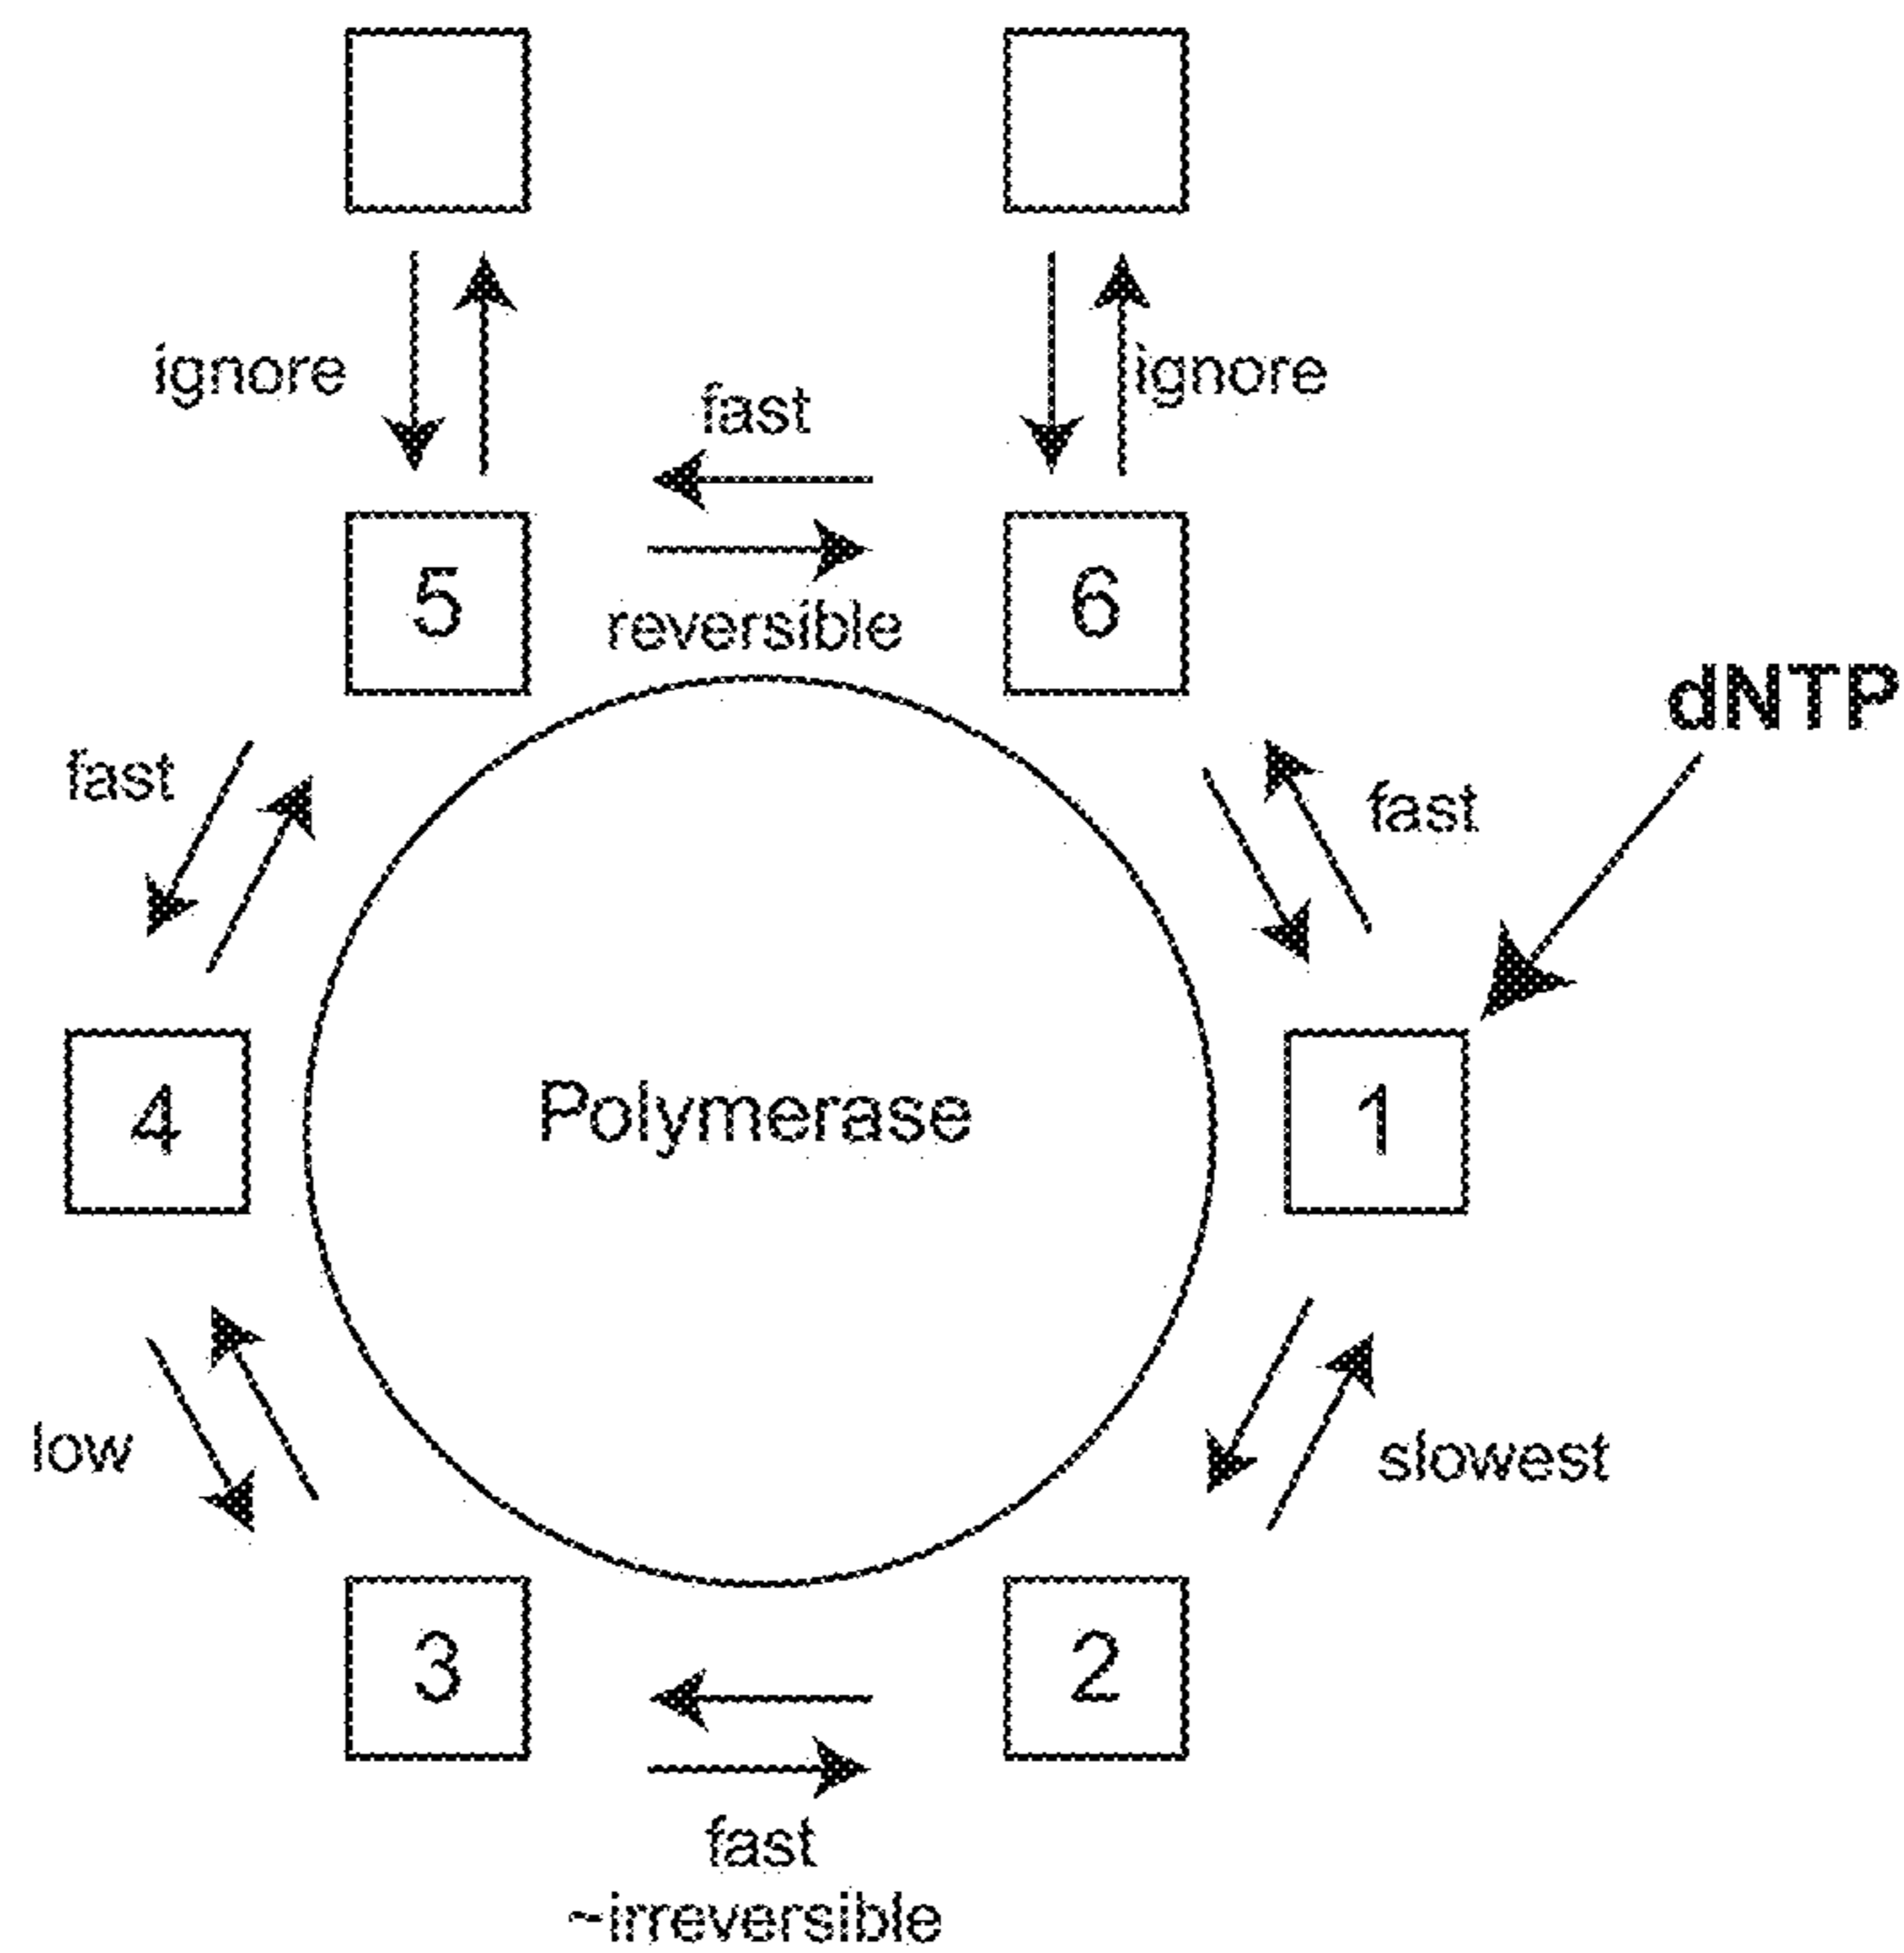 ignore
ignore
fast
5
reversible
6
dNTP
fast
fast
4
Polymerase
1
low
slowest
3
2
fast
~irreversible